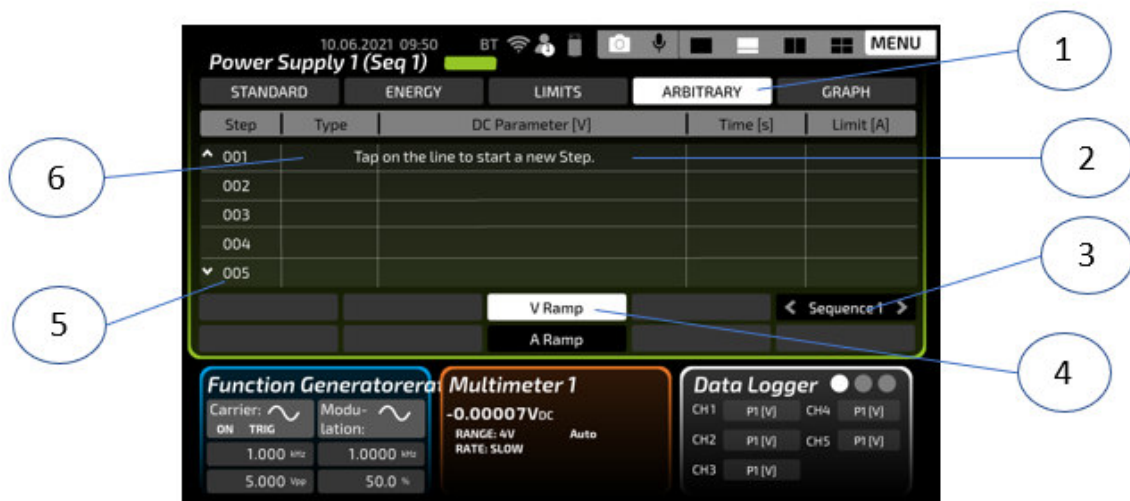 10.06.2021 09:50 BT MENU
Power Supply 1 (Seq 1)
STANDARD ENERGY LIMITS ARBITRARY GRAPH
Step Type DC Parameter [V] Time [s] Limit [A]
001 Tap on the line to start a new Step.
002
003
004
005
V Ramp < Sequence 1 >
A Ramp
Function Generatorerat
Carrier: Modu-
ON TRIG lation:
1.000 kHz 1.0000 kHz
5.000 Vpp 50.0 %
Multimeter 1
-0.00007VDC
RANGE: 4V Auto
RATE: SLOW
Data Logger
CH1 P1 [V] CH4 P1 [V]
CH2 P1 [V] CH5 P1 [V]
CH3 P1 [V]
1
2
3
4
5
6